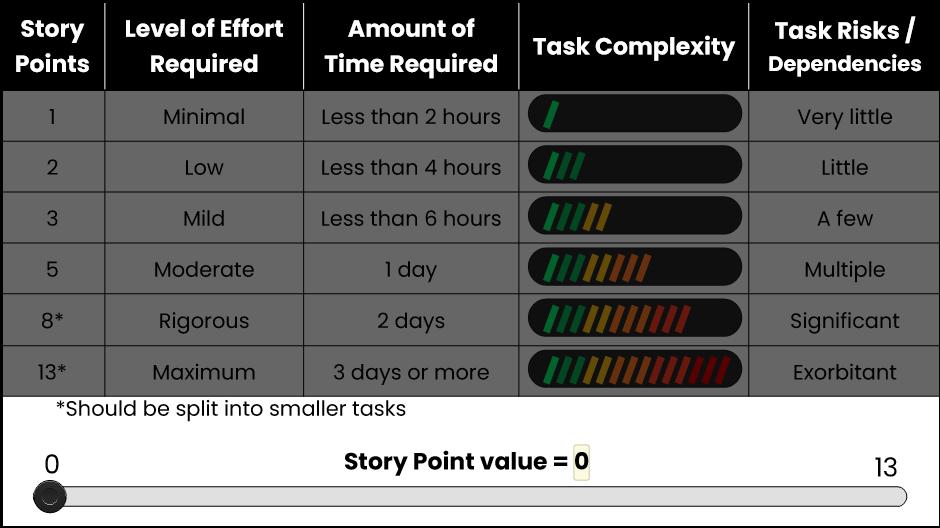 Story Points
Level of Effort Required
Amount of Time Required
Task Complexity
Task Risks / Dependencies
1 Minimal Less than 2 hours Very little
2 Low Less than 4 hours Little
3 Mild Less than 6 hours A few
5 Moderate 1 day Multiple
8* Rigorous 2 days Significant
13* Maximum 3 days or more Exorbitant
*Should be split into smaller tasks
Story Point value = 0
0 13